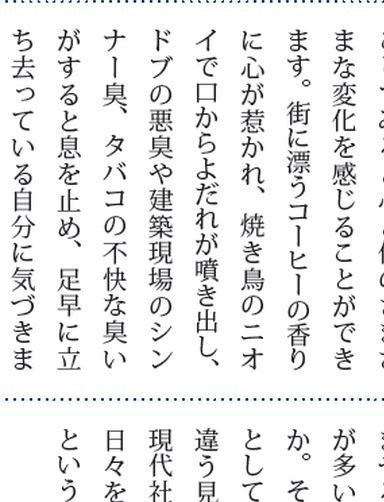 まな変化を感じることができ
ます。街に漂うコーヒーの香り
に心が惹かれ、焼き鳥のニオ
イで口からよだれが噴き出し、
ドブの悪臭や建築現場のシン
ナー臭、タバコの不快な臭い
がすると息を止め、足早に立
ち去っている自分に気づきま
が多い
か。そ
として
違う見
現代社
日々を
という